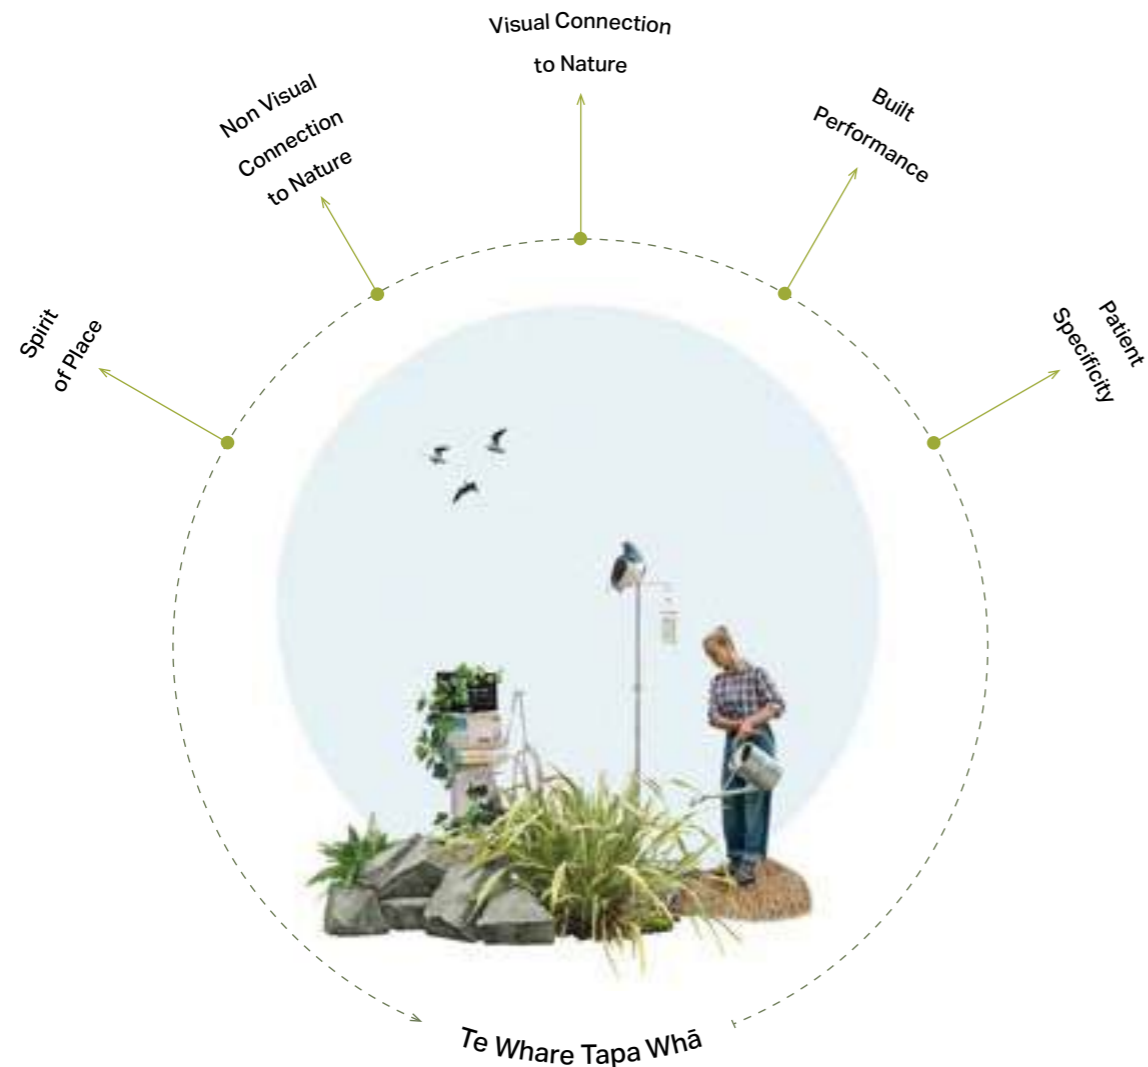 Visual Connection
to Nature
Non Visual
Connection
to Nature
Built
Performance
Spirit
of Place
Patient
Specificity
Te Whare Tapa Whā